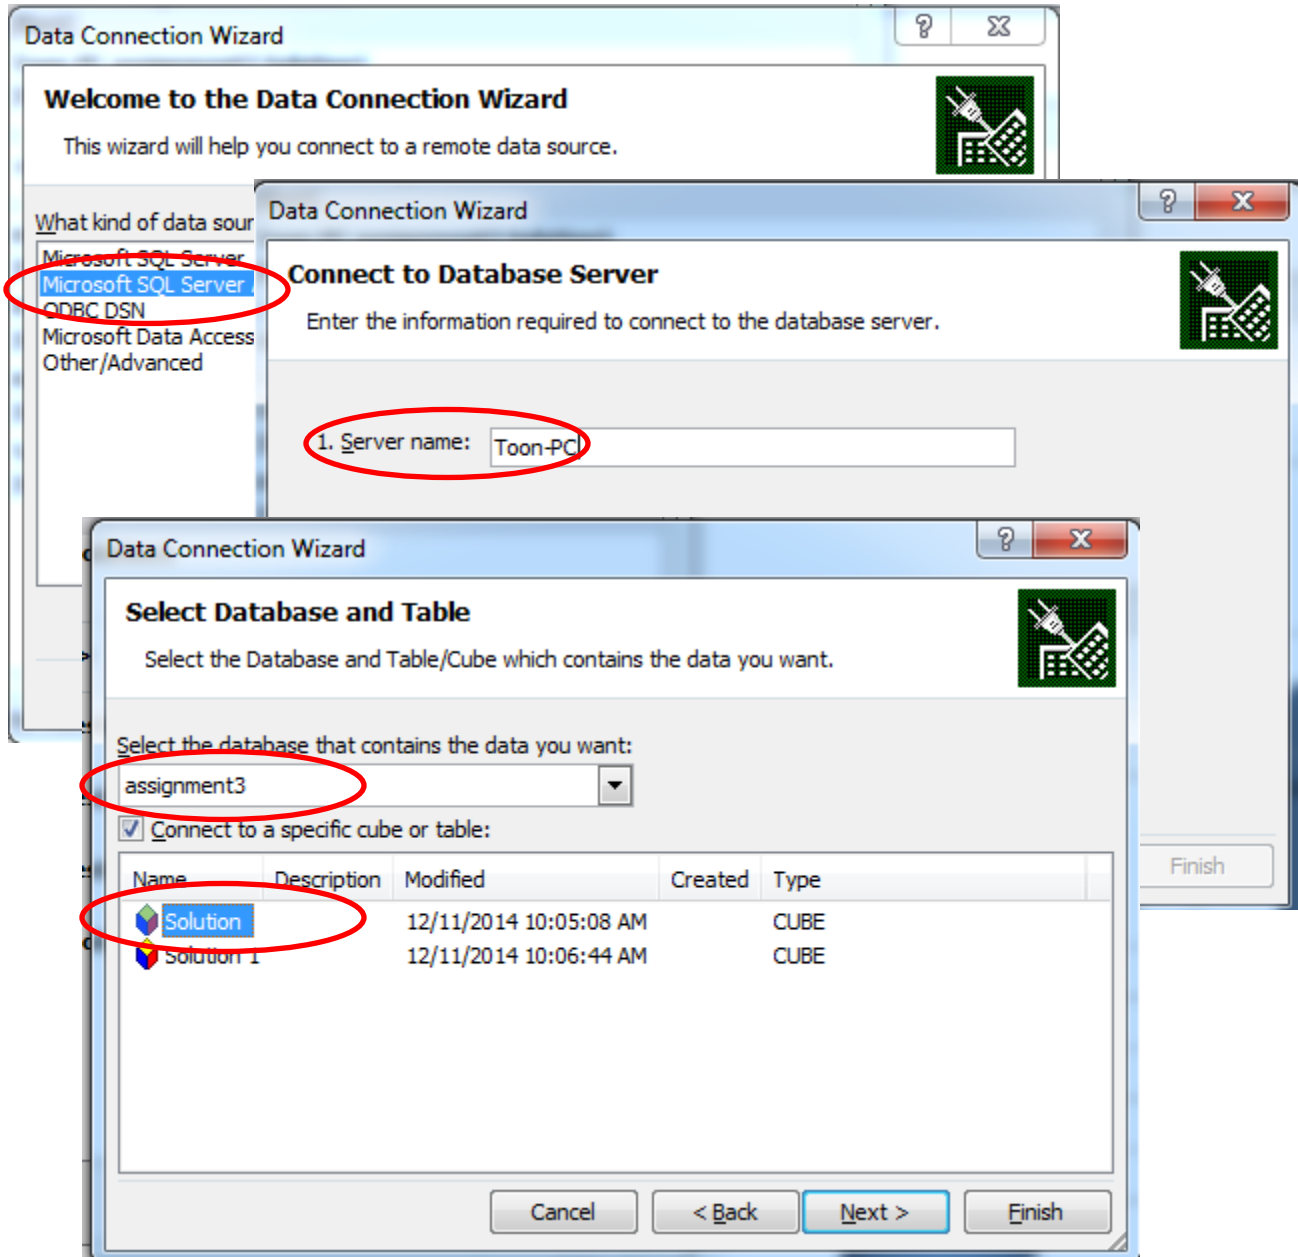 Data Connection Wizard
Welcome to the Data Connection Wizard
This wizard will help you connect to a remote data source.
What kind of data sour
Microsoft SQL Server
Microsoft SQL Server
ODBC DSN
Microsoft Data Access
Other/Advanced
Data Connection Wizard
Connect to Database Server
Enter the information required to connect to the database server.
1. Server name: Toon-PC
Finish
Data Connection Wizard
Select Database and Table
Select the Database and Table/Cube which contains the data you want.
Select the database that contains the data you want:
assignment3
Connect to a specific cube or table:
Name Description Modified Created Type
Solution 12/11/2014 10:05:08 AM CUBE
Solution 1 12/11/2014 10:06:44 AM CUBE
Cancel < Back Next > Finish